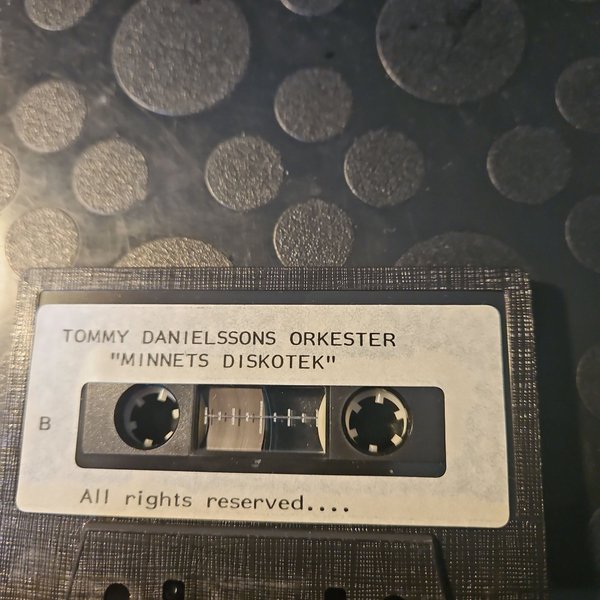 TOMMY DANIELSSONS ORKESTER
"MINNETS DISKOTEK"
B
All rights reserved....